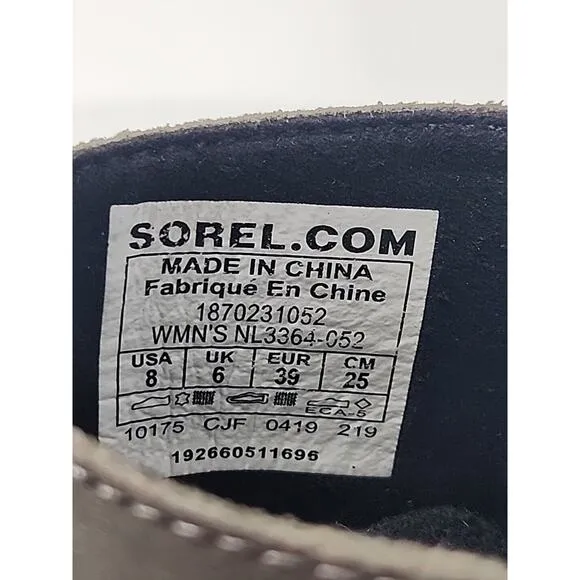 SOREL.COM
MADE IN CHINA
Fabriqué En Chine
1870231052
WMN'S NL3364-052
USA UK EUR CM
8 6 39 25
ECA-5
10175 CJF 0419 219
192660511696